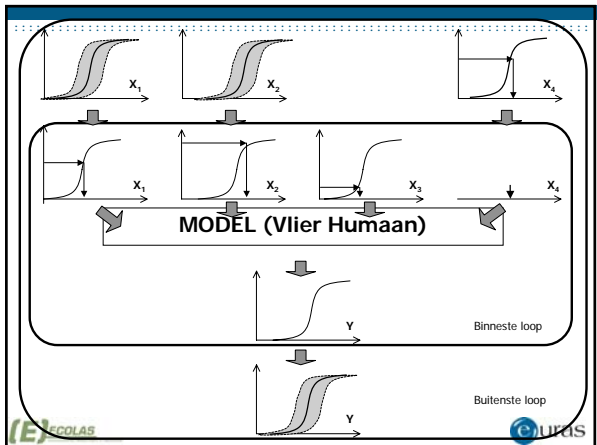 X₁
X₂
X₄
X₁
X₂
X₃
X₄
MODEL (Vlier Humaan)
Y
Binneste loop
Y
Buitenste loop
(E) ECOLAS
euras